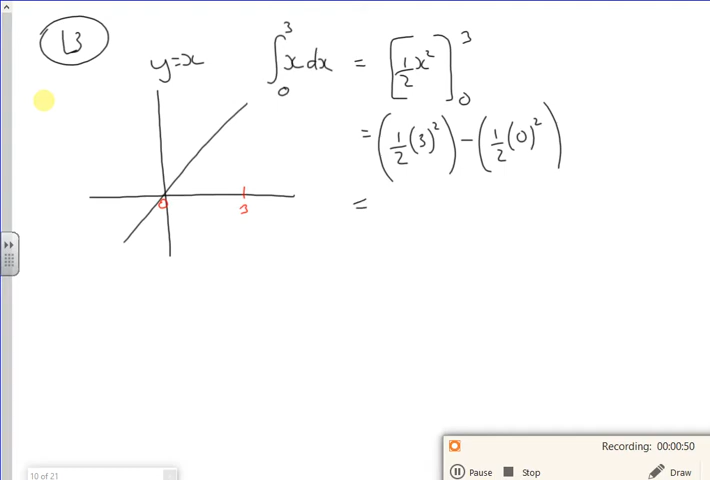 L3
y=x
∫₀³ x dx = [½x²]₀³
= (½(3)²) − (½(0)²)
=
0
3
Recording: 00:00:50
Pause Stop Draw
10 of 21